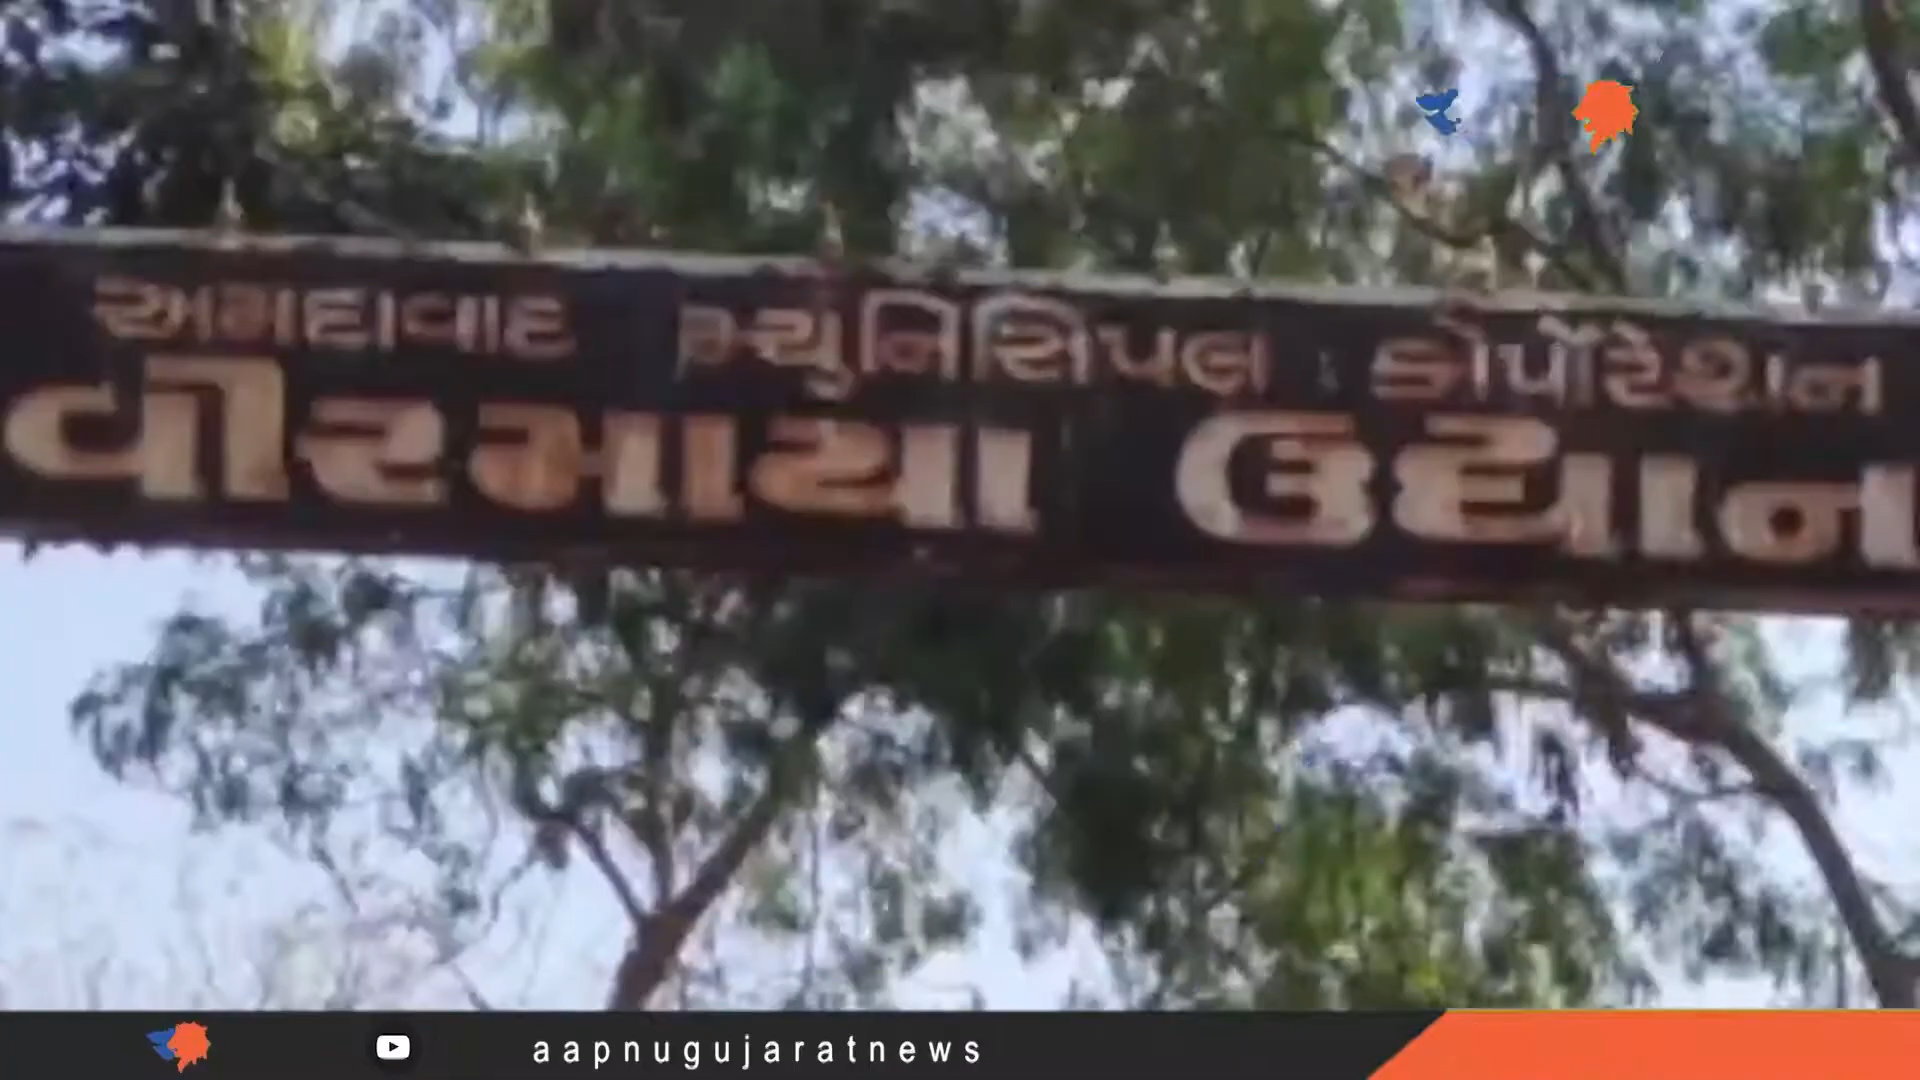 અમદાવાદ મ્યુનિસિપલ કોર્પોરેશન
વીરમાયા ઉદ્યાન
aapnugujaratnews